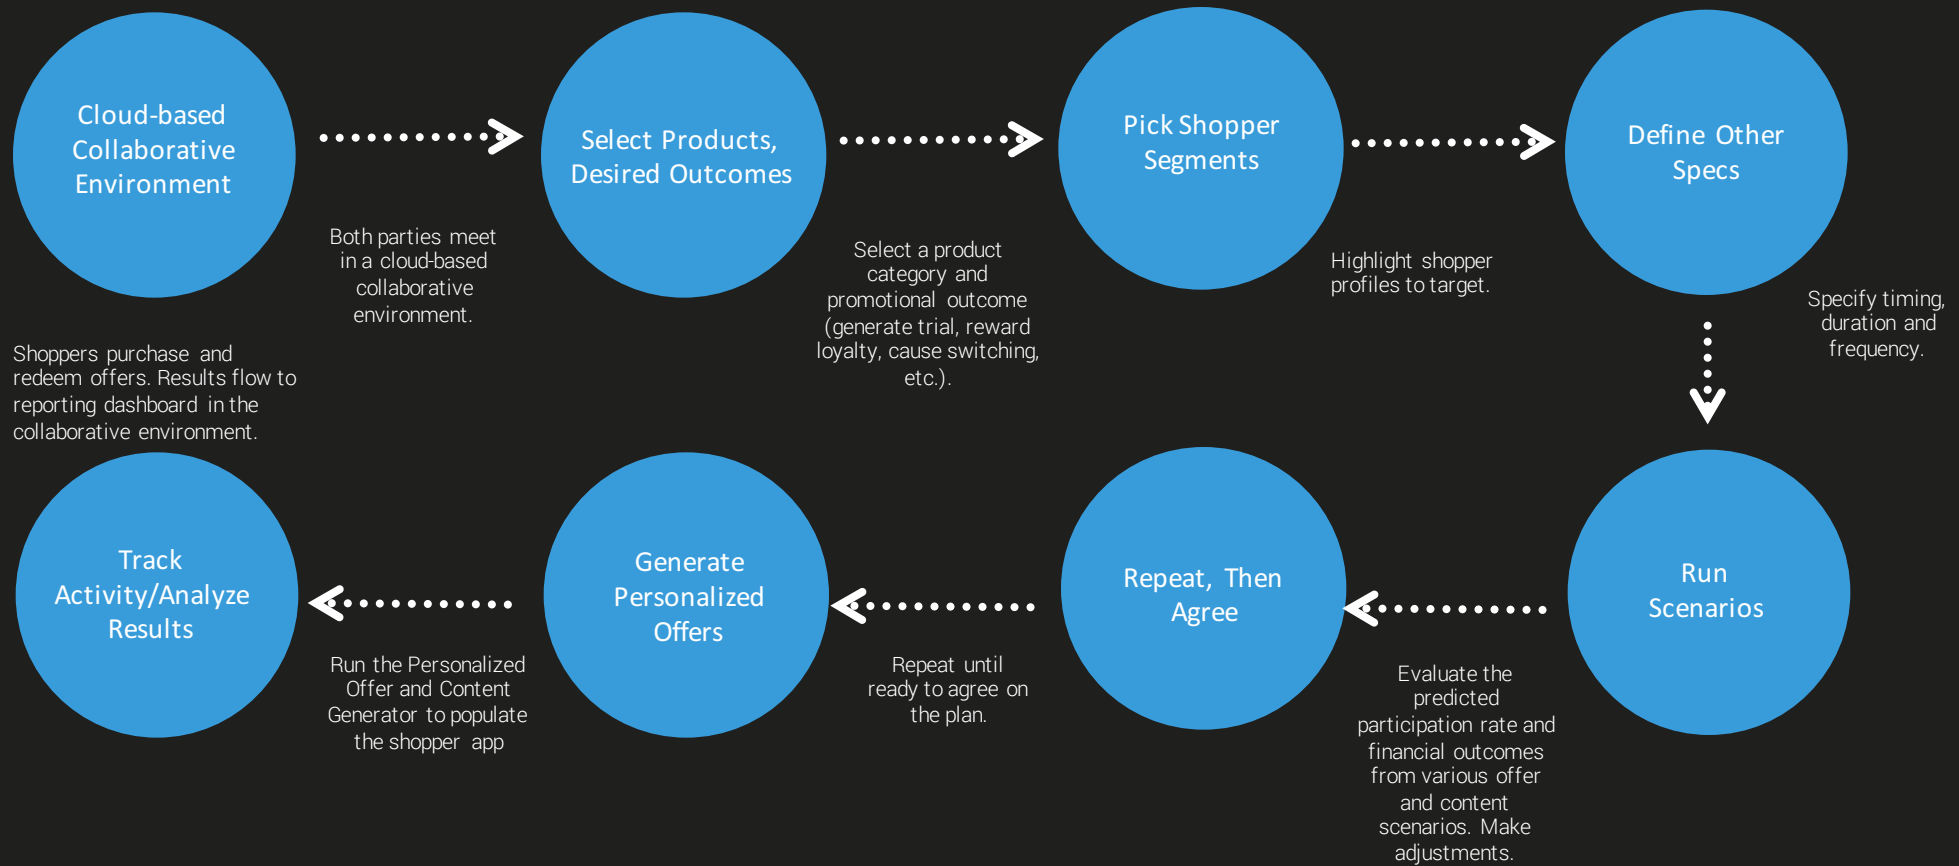 Cloud-based
Collaborative
Environment
Both parties meet
in a cloud-based
collaborative
environment.
Select Products,
Desired Outcomes
Select a product
category and
promotional outcome
(generate trial, reward
loyalty, cause switching,
etc.).
Pick Shopper
Segments
Highlight shopper
profiles to target.
Define Other
Specs
Specify timing,
duration and
frequency.
Run
Scenarios
Evaluate the
predicted
participation rate and
financial outcomes
from various offer
and content
scenarios. Make
adjustments.
Repeat, Then
Agree
Repeat until
ready to agree on
the plan.
Generate
Personalized
Offers
Run the Personalized
Offer and Content
Generator to populate
the shopper app
Track
Activity/Analyze
Results
Shoppers purchase and
redeem offers. Results flow to
reporting dashboard in the
collaborative environment.